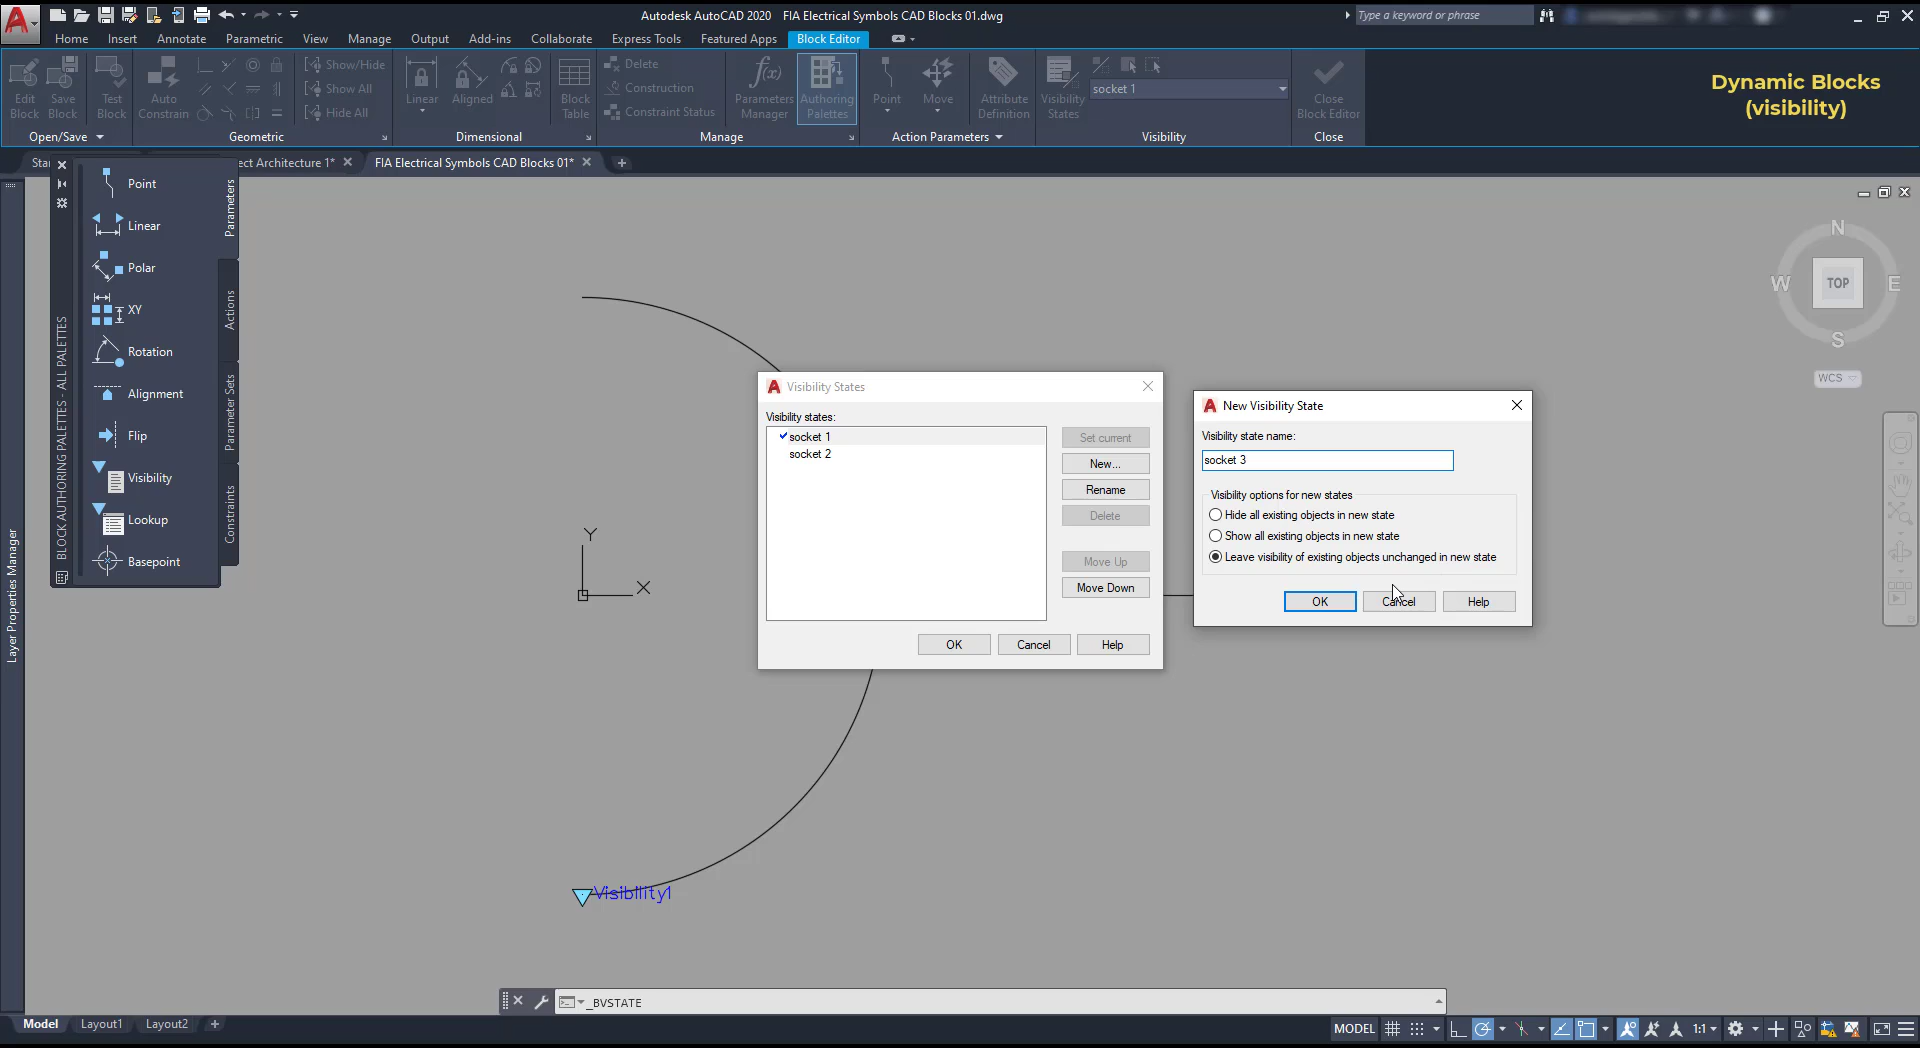 Autodesk AutoCAD 2020 FIA Electrical Symbols CAD Blocks 01.dwg
Type a keyword or phrase
Home Insert Annotate Parametric View Manage Output Add-ins Collaborate Express Tools Featured Apps Block Editor
Edit Block
Save Block
Test Block
Open/Save
Auto Constrain
Show/Hide
Show All
Hide All
Geometric
Linear
Aligned
Dimensional
Block Table
Delete
Construction
Constraint Status
Parameters Manager
Authoring Palettes
Manage
Point
Move
Action Parameters
Attribute Definition
Visibility States
socket 1
Visibility
Close Block Editor
Close
Dynamic Blocks
(visibility)
Sta
ect Architecture 1*
FIA Electrical Symbols CAD Blocks 01*
Point
Linear
Polar
XY
Rotation
Alignment
Flip
Visibility
Lookup
Basepoint
Parameters
Actions
Parameter Sets
Constraints
BLOCK AUTHORING PALETTES - ALL PALETTES
Layer Properties Manager
N
W
TOP
E
S
WCS
Y
X
Visibility1
Visibility States
Visibility states:
socket 1
socket 2
Set current
New...
Rename
Delete
Move Up
Move Down
OK
Cancel
Help
New Visibility State
Visibility state name:
socket 3
Visibility options for new states
Hide all existing objects in new state
Show all existing objects in new state
Leave visibility of existing objects unchanged in new state
OK
Cancel
Help
_BVSTATE
Model Layout1 Layout2
MODEL
1:1